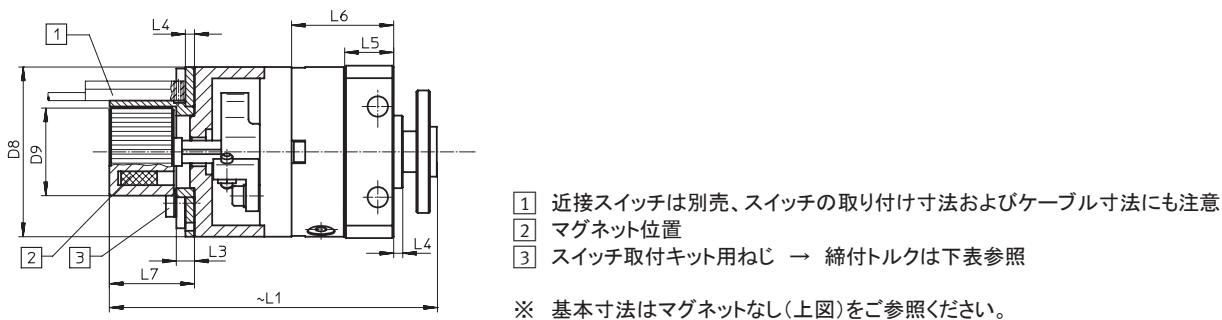 L6
L4
1
L5
D8
D9
L4
2
3
L3
L7
~L1
1 近接スイッチは別売、スイッチの取り付け寸法およびケーブル寸法にも注意
2 マグネット位置
3 スイッチ取付キット用ねじ → 締付トルクは下表参照
※ 基本寸法はマグネットなし（上図）をご参照ください。